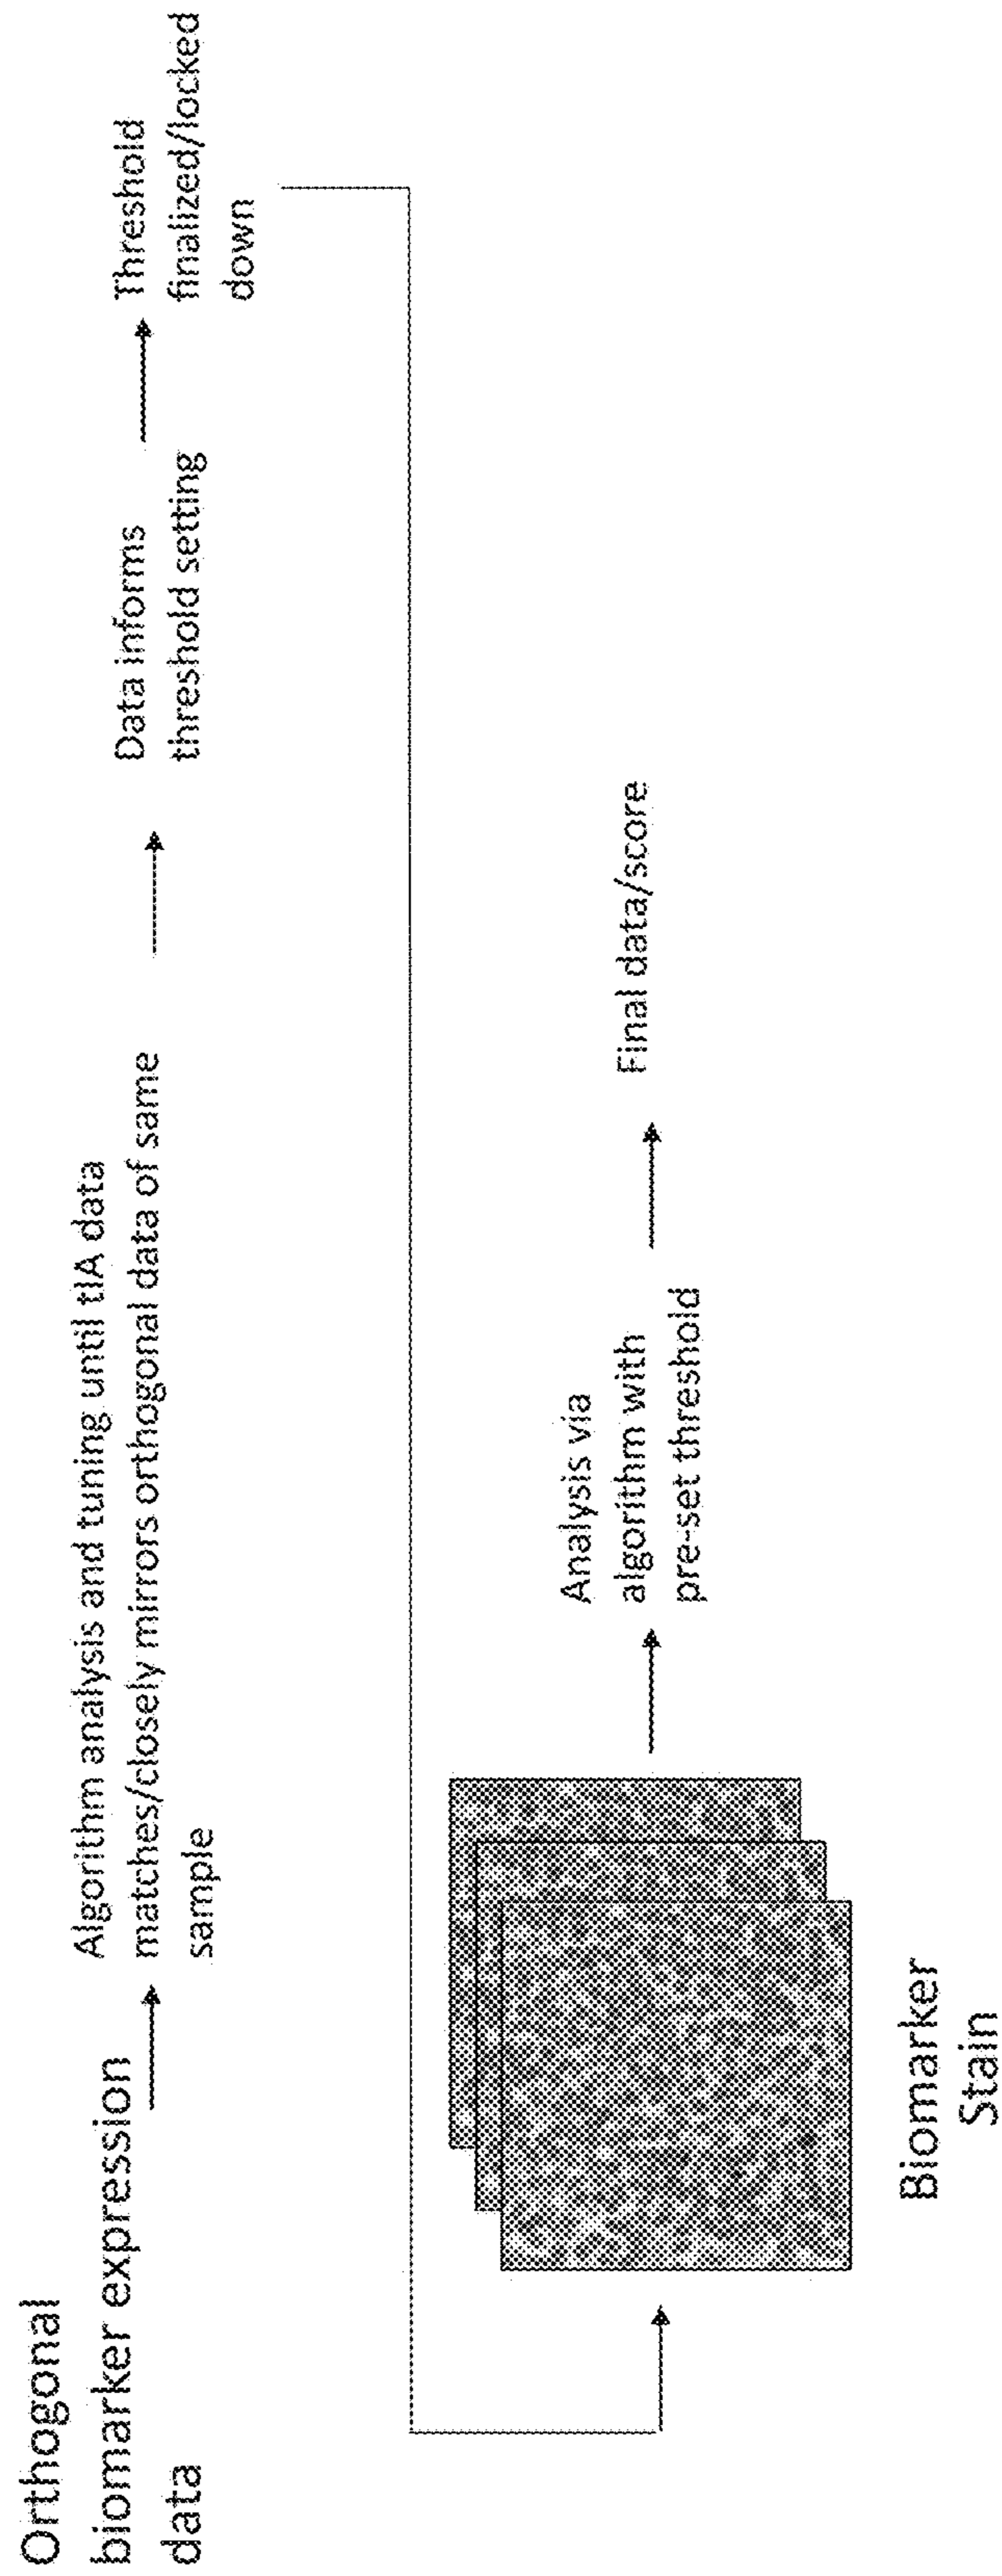 Orthogonal
biomarker expression
data
Algorithm analysis and tuning until tIA data
matches/closely mirrors orthogonal data of same
sample
Data informs
threshold setting
Threshold
finalized/locked
down
Biomarker
Stain
Analysis via
algorithm with
pre-set threshold
Final data/score